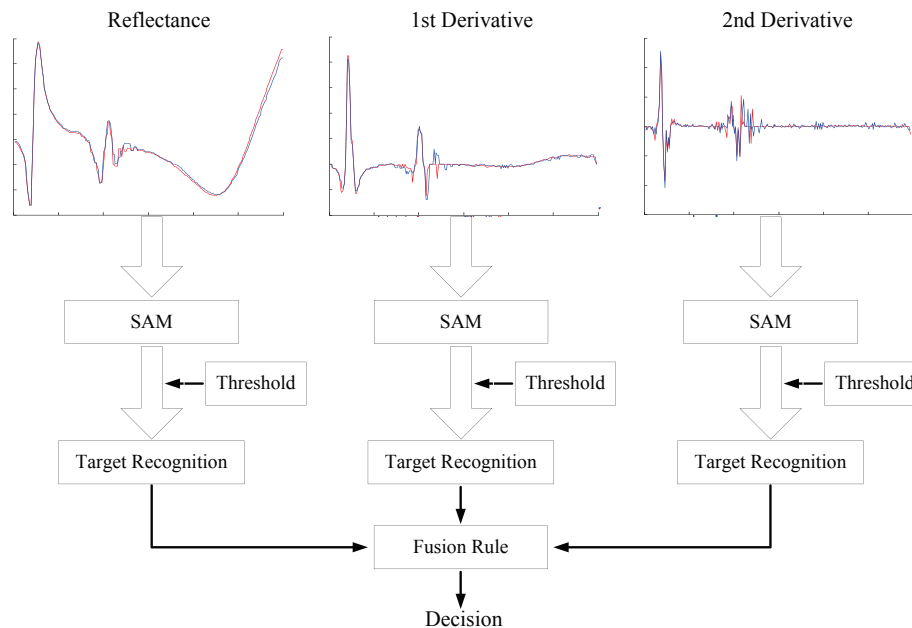 Reflectance
1st Derivative
2nd Derivative
SAM
SAM
SAM
Threshold
Threshold
Threshold
Target Recognition
Target Recognition
Target Recognition
Fusion Rule
Decision